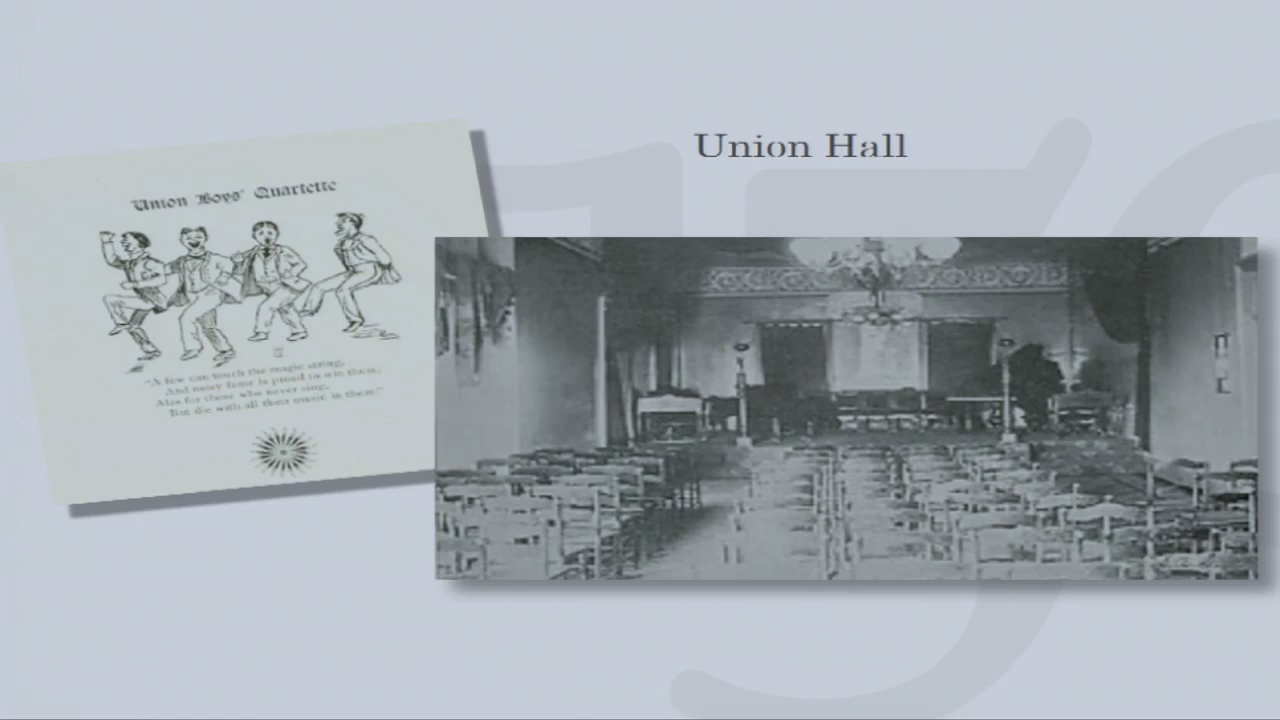 Union Hall
Union Boys' Quartette
"A few can touch the magic string,
And noisy fame is proud to win them;
Alas for those who never sing,
But die with all their music in them."